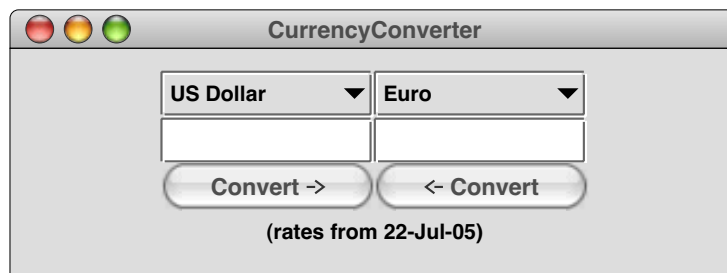 CurrencyConverter
US Dollar Euro
Convert -> <- Convert
(rates from 22-Jul-05)